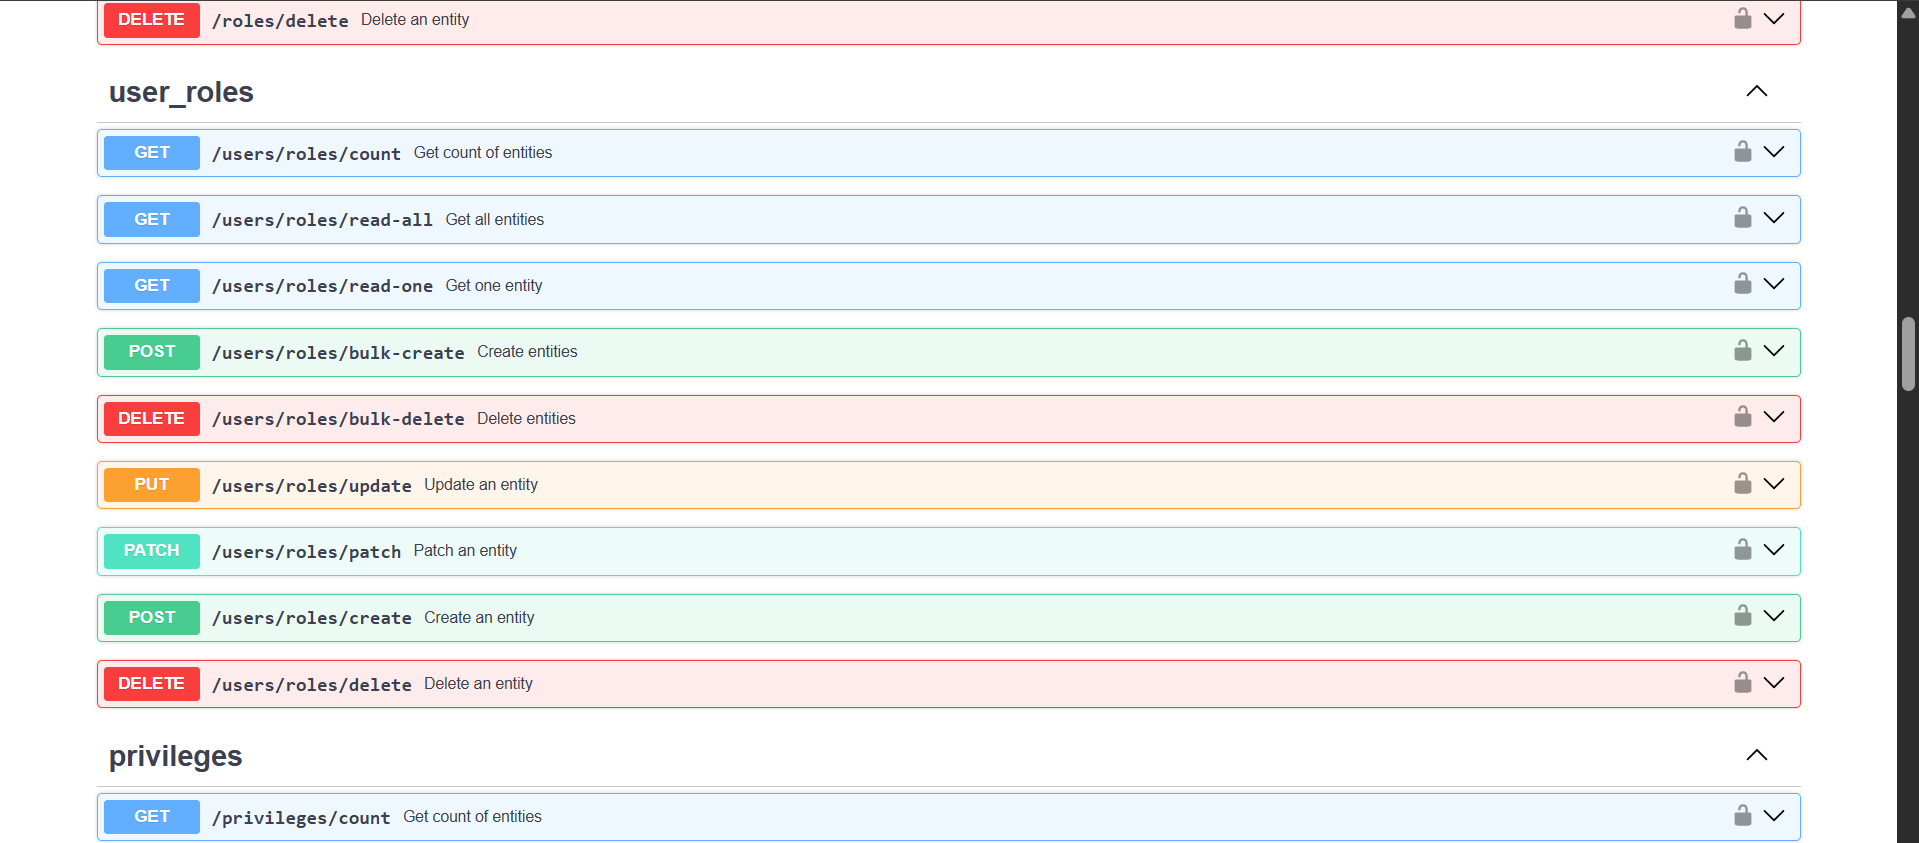 DELETE /roles/delete Delete an entity
user_roles
GET /users/roles/count Get count of entities
GET /users/roles/read-all Get all entities
GET /users/roles/read-one Get one entity
POST /users/roles/bulk-create Create entities
DELETE /users/roles/bulk-delete Delete entities
PUT /users/roles/update Update an entity
PATCH /users/roles/patch Patch an entity
POST /users/roles/create Create an entity
DELETE /users/roles/delete Delete an entity
privileges
GET /privileges/count Get count of entities